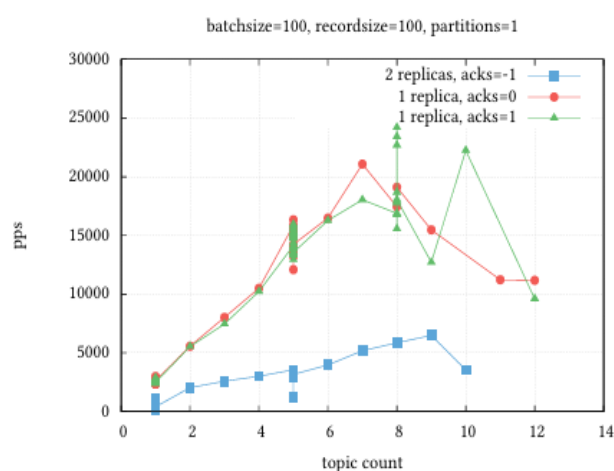 batchsize=100, recordsize=100, partitions=1
30000
25000
20000
15000
10000
5000
0
pps
2 replicas, acks=-1
1 replica, acks=0
1 replica, acks=1
0 2 4 6 8 10 12 14
topic count